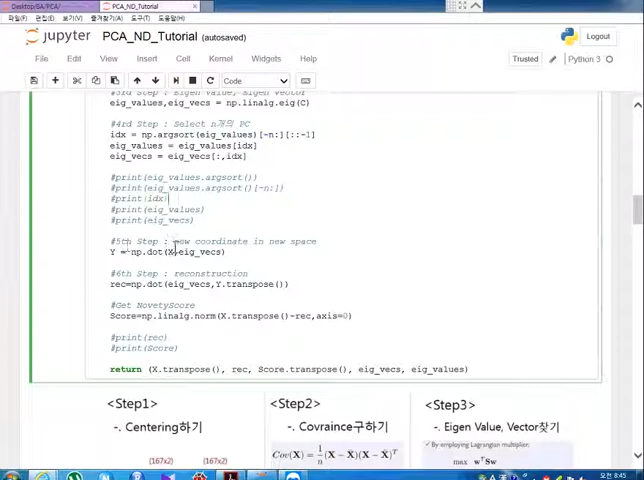 Desktop/BA/PCA/
PCA_ND_Tutorial
파일(F) 편집(E) 보기(V) 즐겨찾기(A) 도구(T) 도움말(H)
jupyter PCA_ND_Tutorial (autosaved)
Logout
File Edit View Insert Cell Kernel Widgets Help
Trusted
Python 3
Code
#3rd Step : Eigen value, Eigen vector
eig_values,eig_vecs = np.linalg.eig(C)
#4rd Step : Select n개의 PC
idx = np.argsort(eig_values)[-n:][::-1]
eig_values = eig_values[idx]
eig_vecs = eig_vecs[:,idx]
#print(eig_values.argsort())
#print(eig_values.argsort()[-n:])
#print(idx)
#print(eig_values)
#print(eig_vecs)
#5th Step : new coordinate in new space
Y = np.dot(X,eig_vecs)
#6th Step : reconstruction
rec=np.dot(eig_vecs,Y.transpose())
#Get NovetyScore
Score=np.linalg.norm(X.transpose()-rec,axis=0)
#print(rec)
#print(Score)
return (X.transpose(), rec, Score.transpose(), eig_vecs, eig_values)
<Step1>
-. Centering하기
(167x2) (167x2)
<Step2>
-. Covraince구하기
Cov(X) = 1/n (X − X̄)(X − X̄)ᵀ
<Step3>
-. Eigen Value, Vector찾기
✓ By employing Lagrangian multiplier,
max wᵀSw
오전 8:45